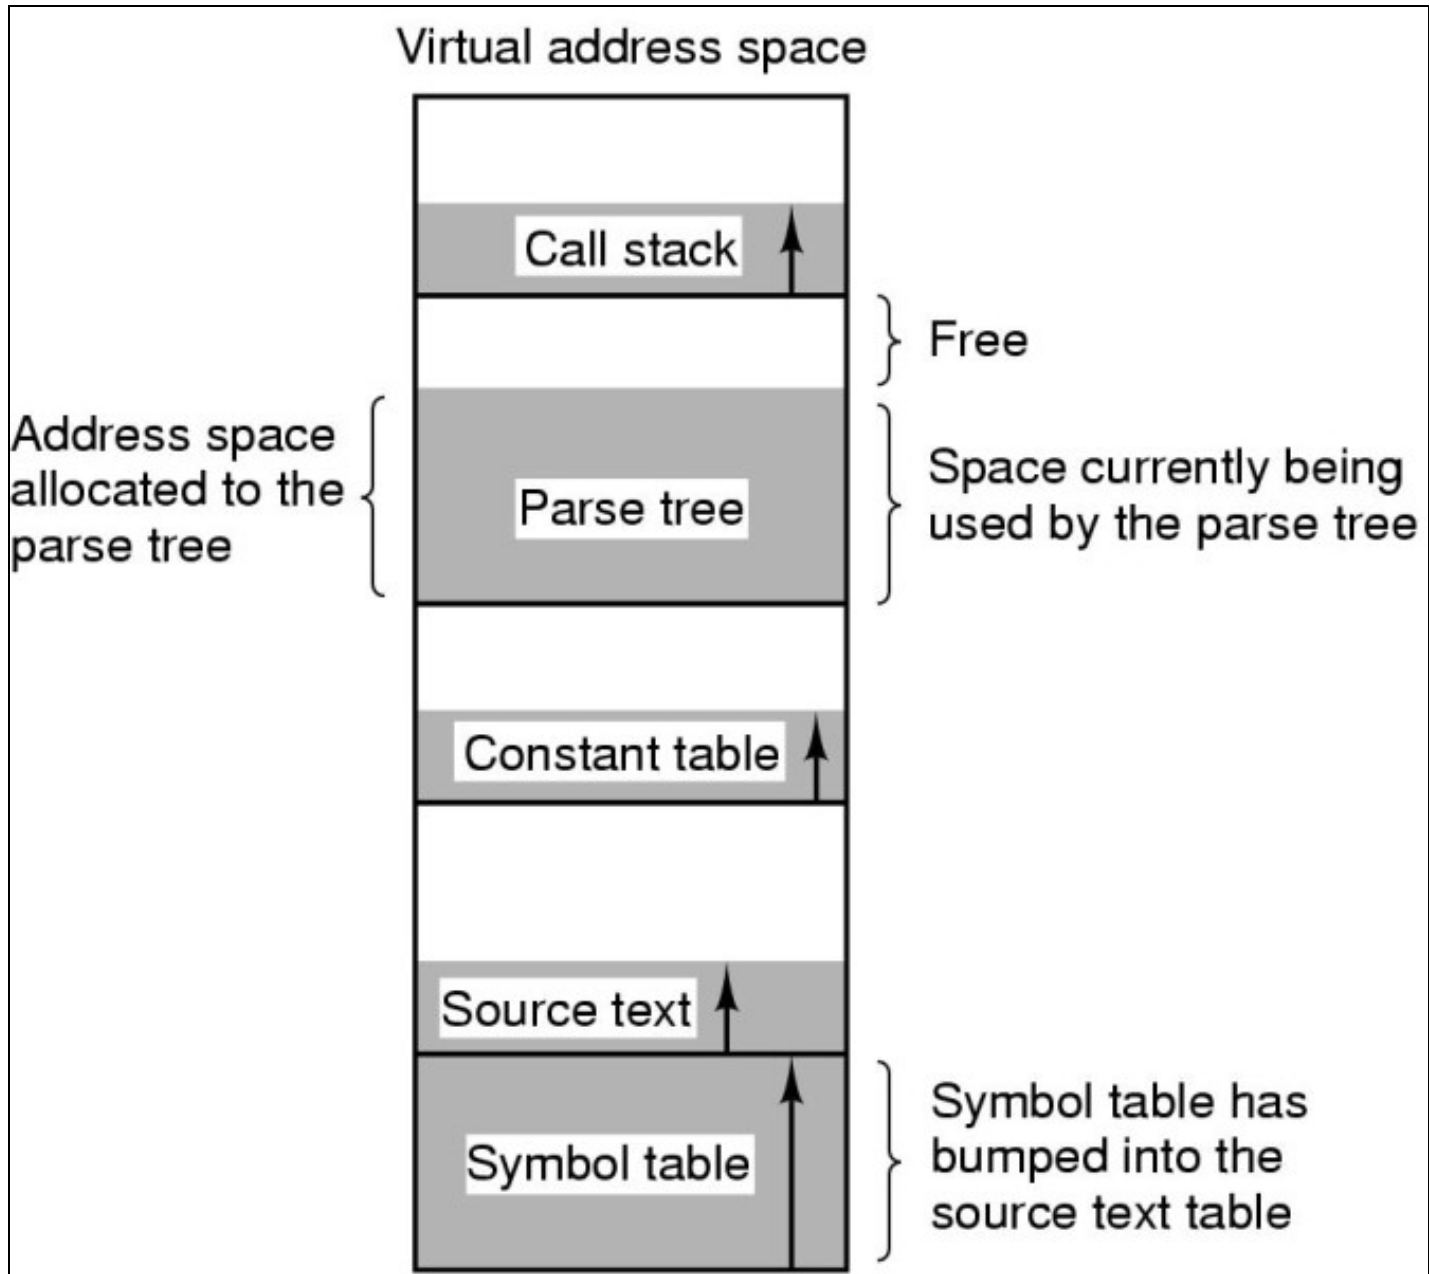 Virtual address space
Call stack
Free
Address space
allocated to the
parse tree
Parse tree
Space currently being
used by the parse tree
Constant table
Source text
Symbol table
Symbol table has
bumped into the
source text table